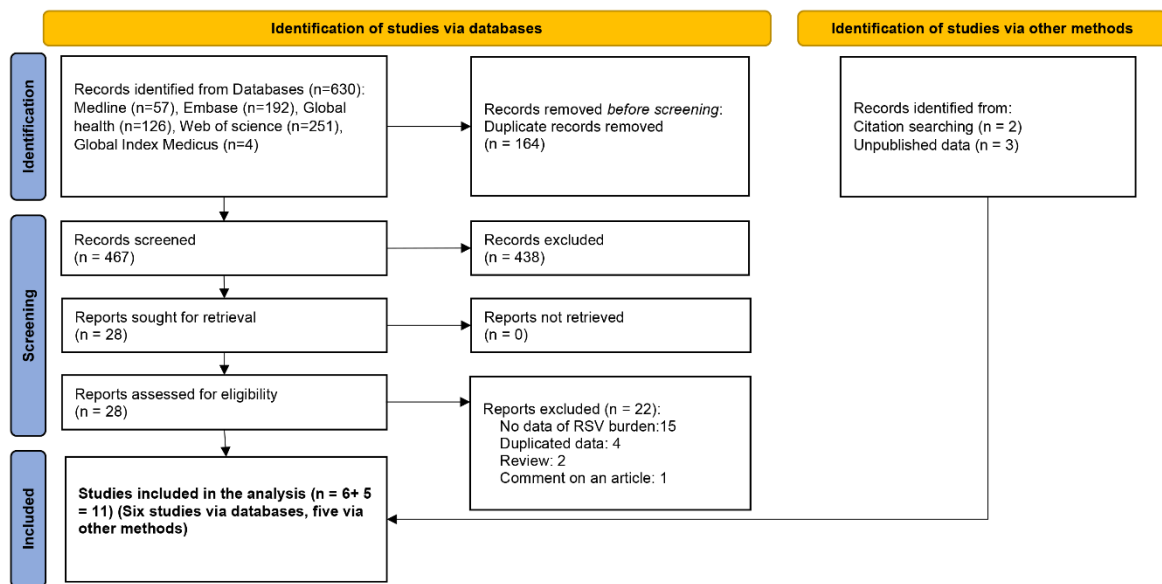 Identification of studies via databases
Identification of studies via other methods
Identification
Records identified from Databases (n=630):
Medline (n=57), Embase (n=192), Global
health (n=126), Web of science (n=251),
Global Index Medicus (n=4)
Records removed before screening:
Duplicate records removed
(n = 164)
Records identified from:
Citation searching (n = 2)
Unpublished data (n = 3)
Screening
Records screened
(n = 467)
Records excluded
(n = 438)
Reports sought for retrieval
(n = 28)
Reports not retrieved
(n = 0)
Reports assessed for eligibility
(n = 28)
Reports excluded (n = 22):
No data of RSV burden:15
Duplicated data: 4
Review: 2
Comment on an article: 1
Included
Studies included in the analysis (n = 6+ 5
= 11) (Six studies via databases, five via
other methods)